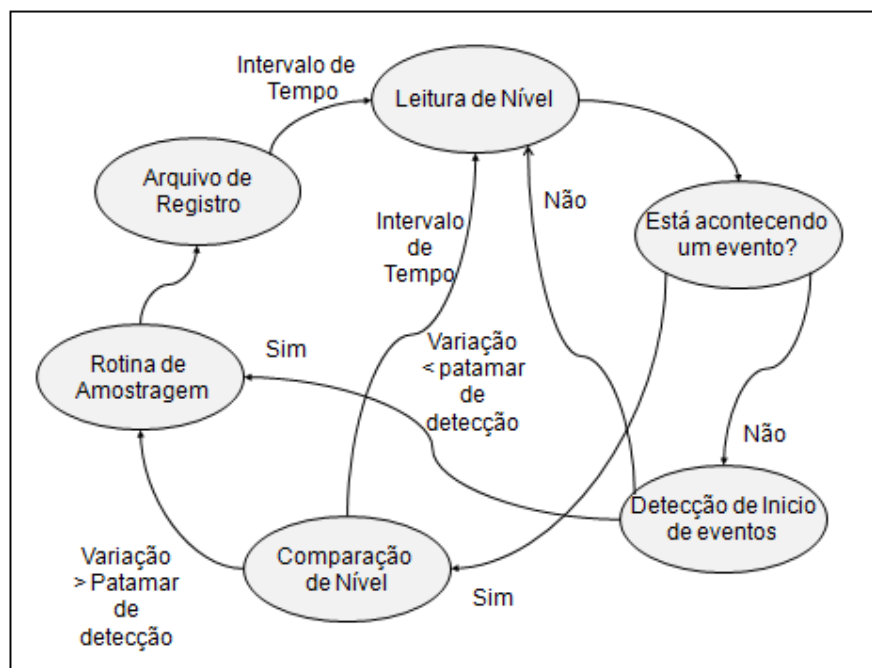 Intervalo de
Tempo
Leitura de Nível
Arquivo de
Registro
Intervalo
de
Tempo
Não
Está acontecendo
um evento?
Rotina de
Amostragem
Sim
Variação
< patamar
de
detecção
Não
Detecção de Inicio
de eventos
Variação
> Patamar
de
detecção
Comparação
de Nível
Sim